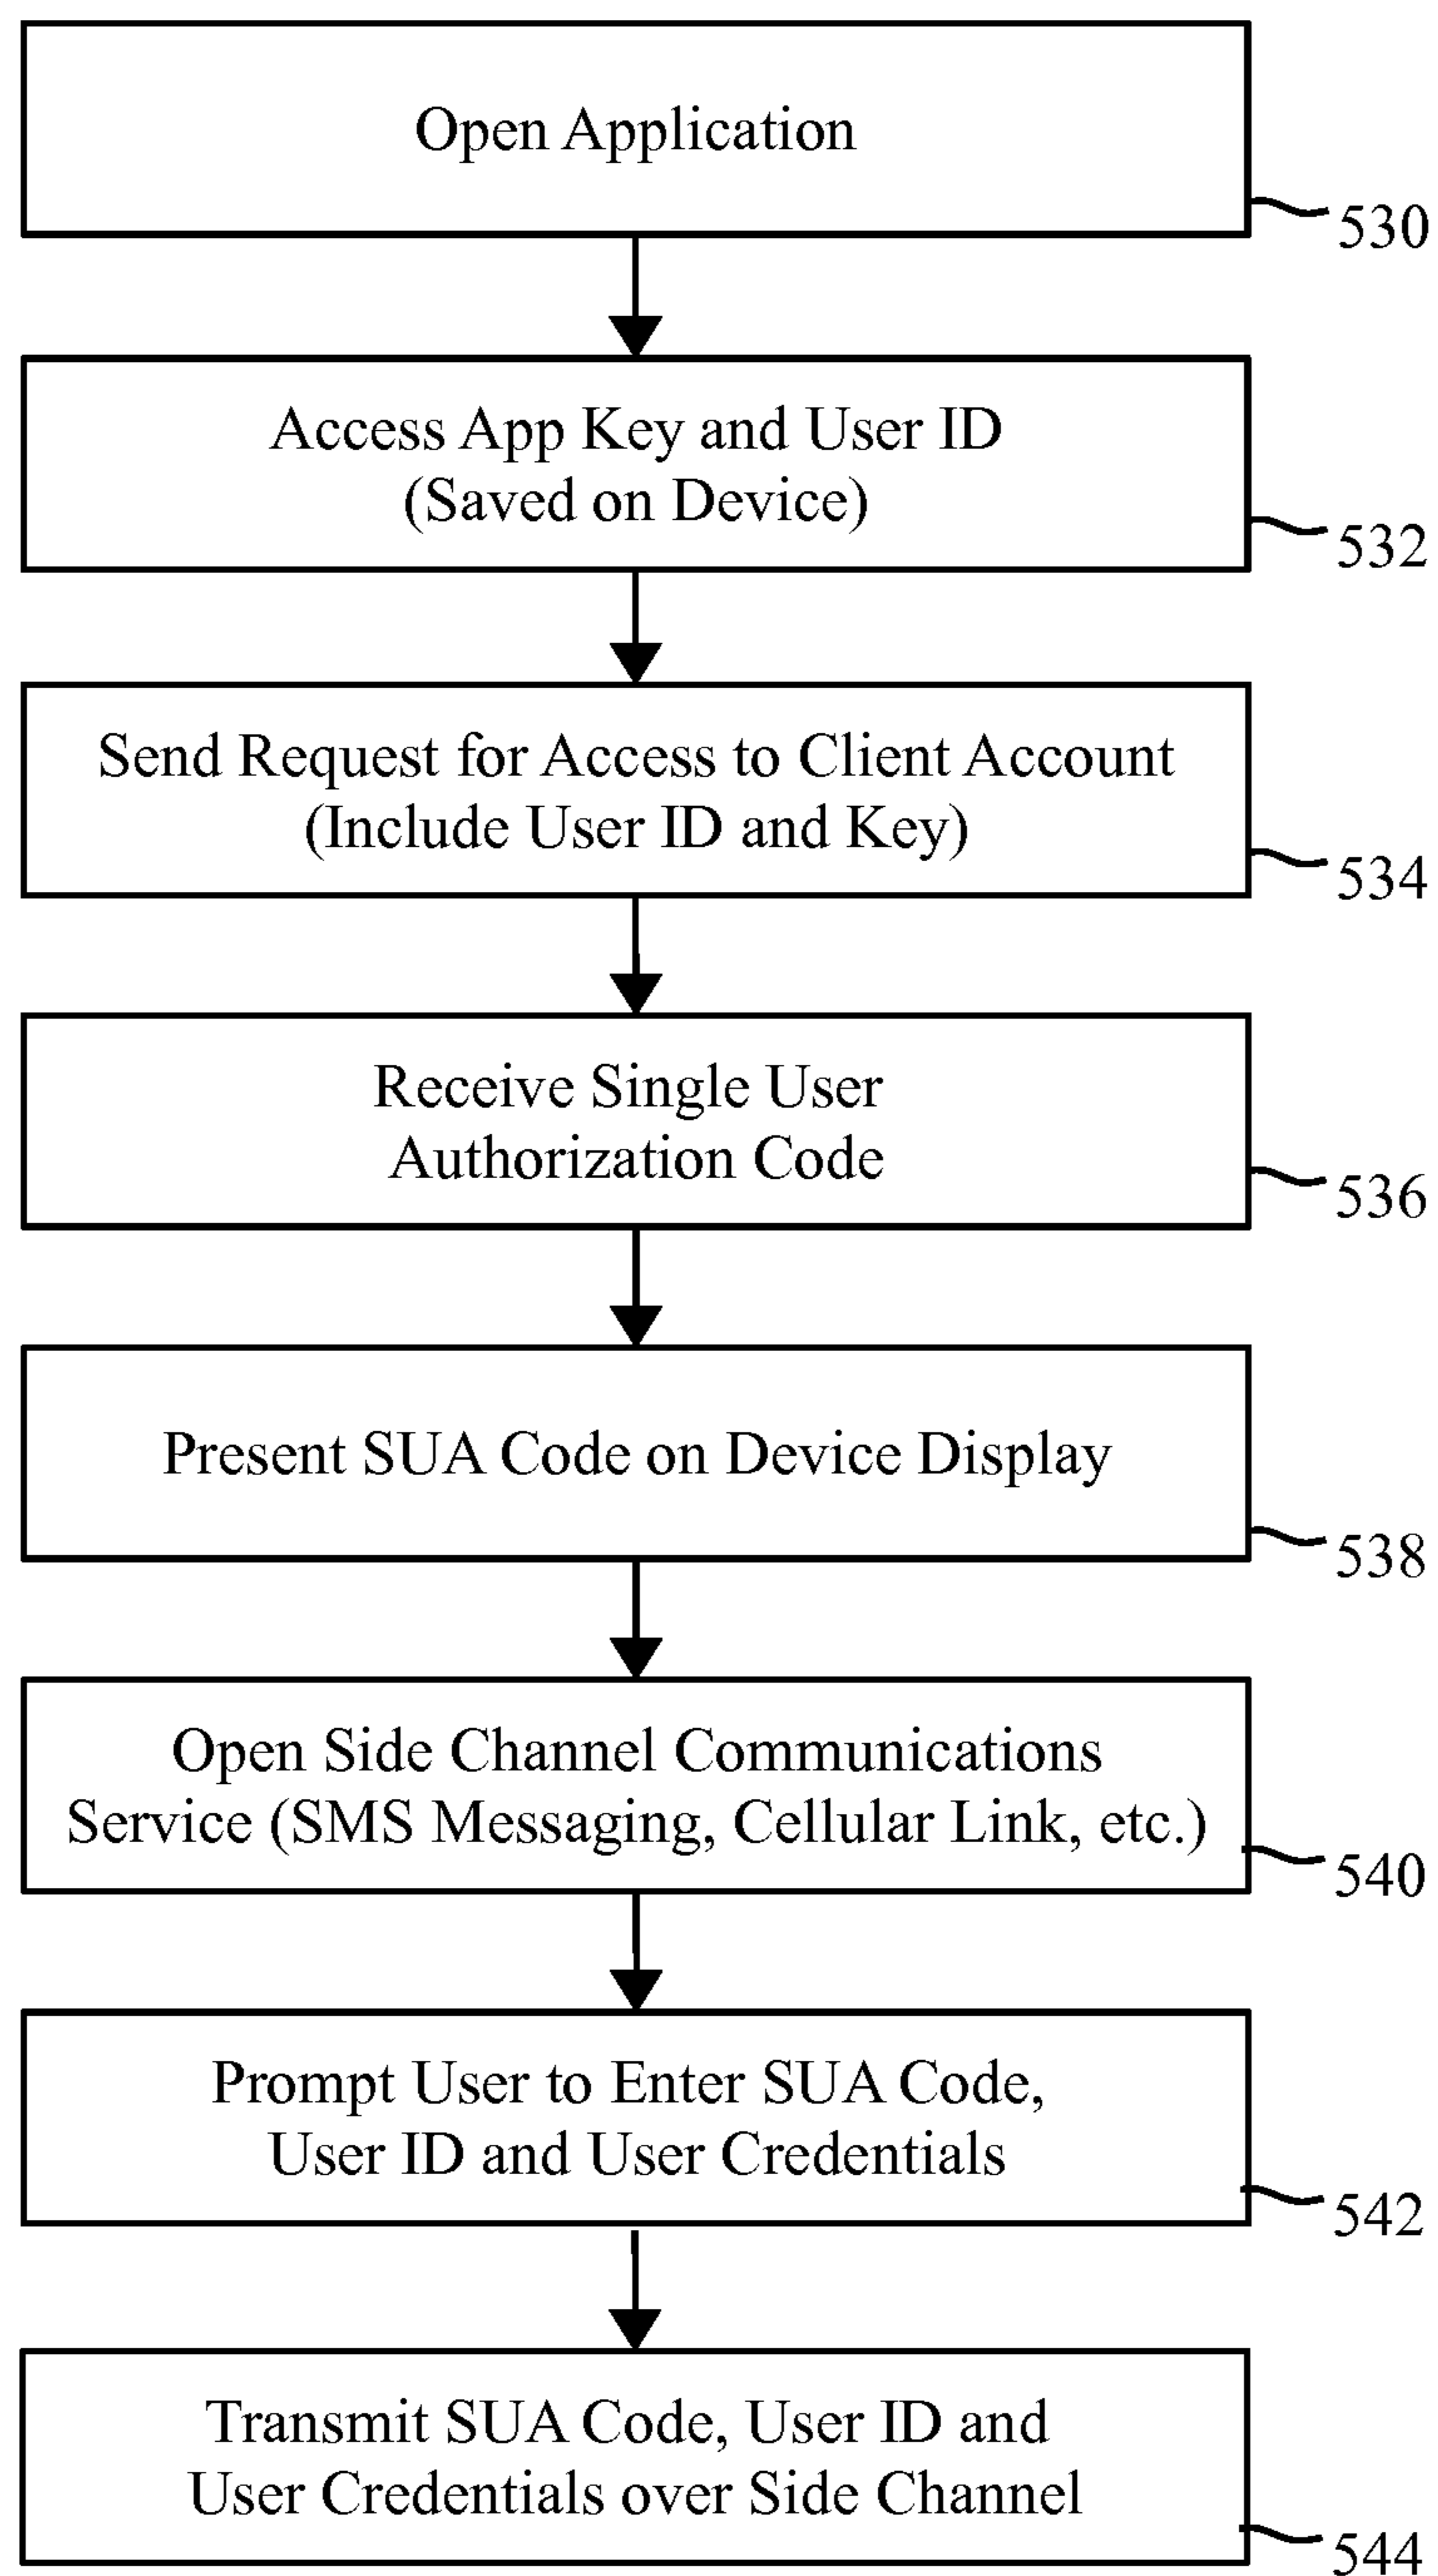 Open Application
530
Access App Key and User ID
(Saved on Device)
532
Send Request for Access to Client Account
(Include User ID and Key)
534
Receive Single User
Authorization Code
536
Present SUA Code on Device Display
538
Open Side Channel Communications
Service (SMS Messaging, Cellular Link, etc.)
540
Prompt User to Enter SUA Code,
User ID and User Credentials
542
Transmit SUA Code, User ID and
User Credentials over Side Channel
544